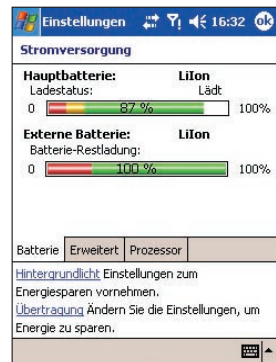 Einstellungen 16:32 ok
Stromversorgung
Hauptbatterie: LiIon
Ladestatus: Lädt
0 87 % 100%
Externe Batterie: LiIon
Batterie-Restladung:
0 100 % 100%
Batterie Erweitert Prozessor
Hintergrundlicht Einstellungen zum
Energiesparen vornehmen.
Übertragung Ändern Sie die Einstellungen, um
Energie zu sparen.